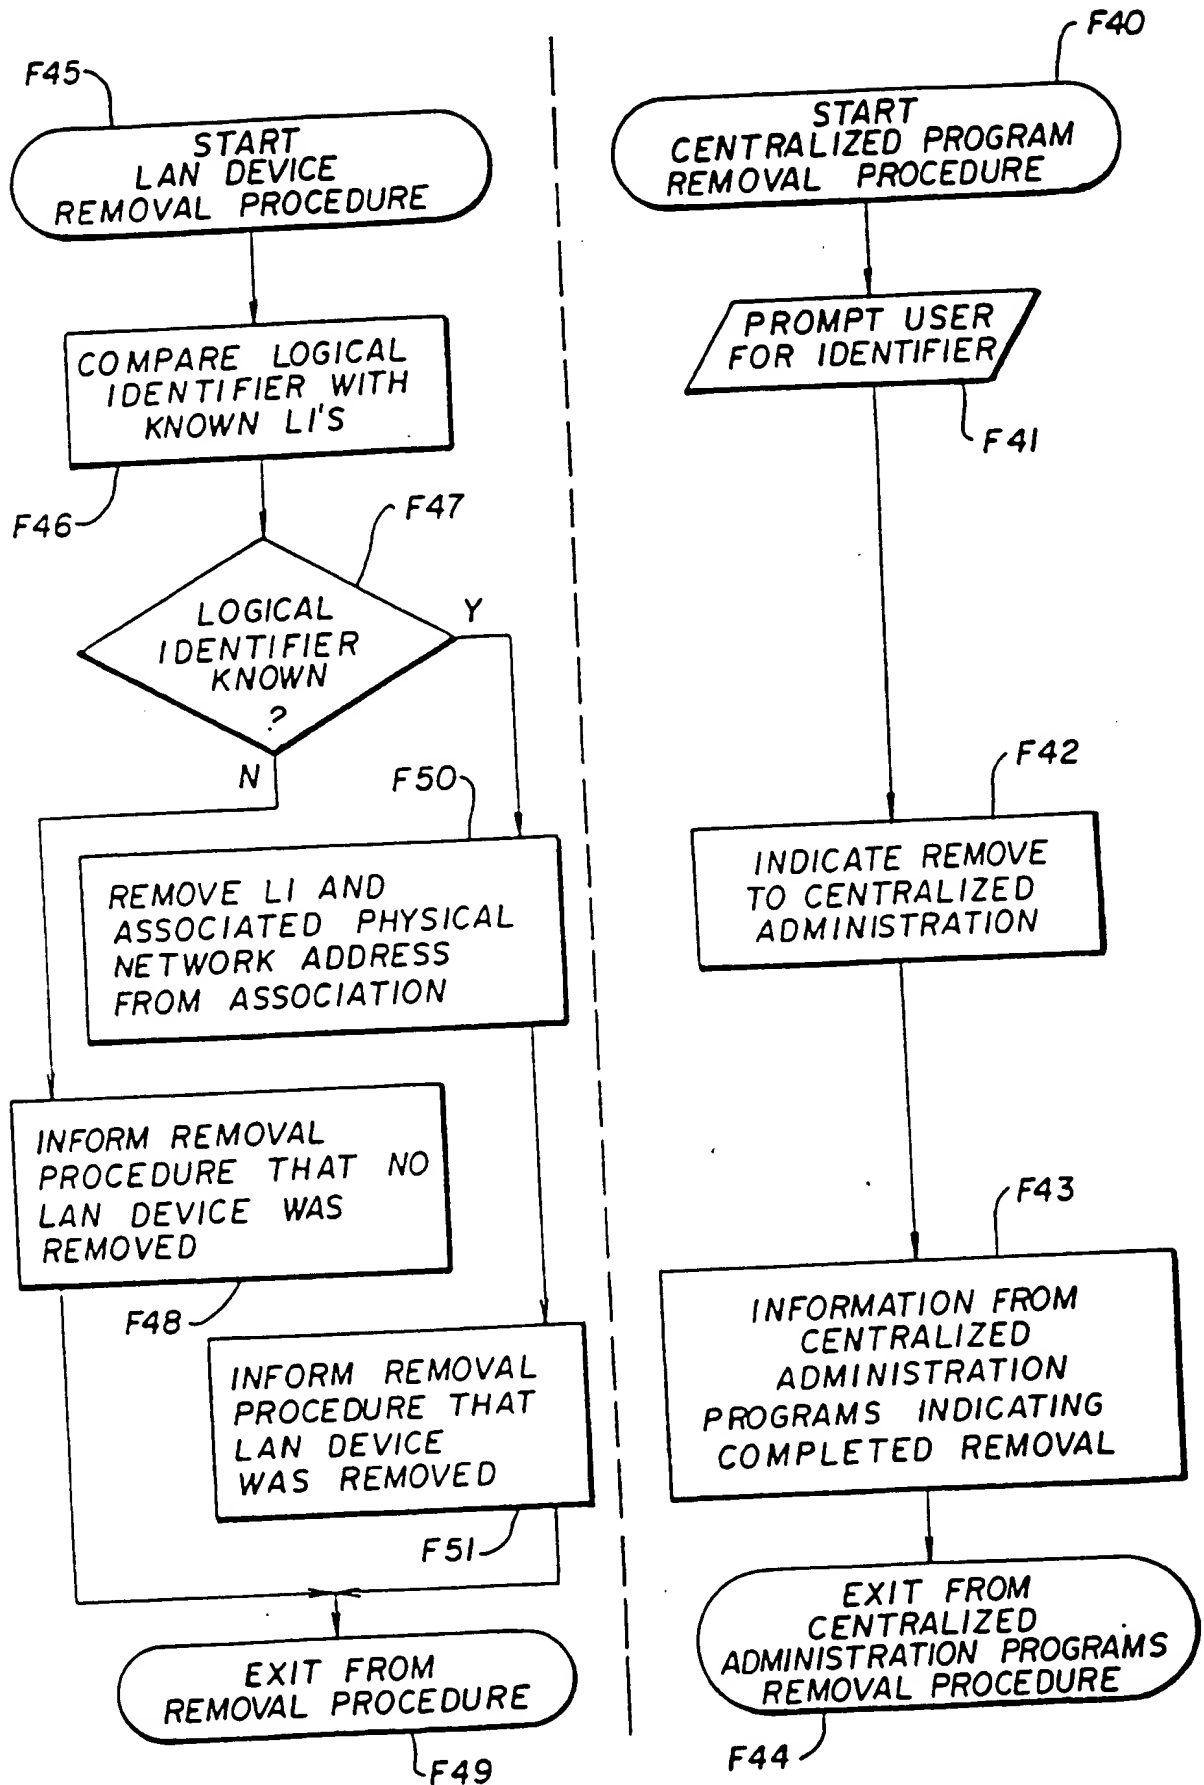 F45
START
LAN DEVICE
REMOVAL PROCEDURE
COMPARE LOGICAL
IDENTIFIER WITH
KNOWN LI'S
F46
F47
LOGICAL
IDENTIFIER
KNOWN
?
Y
N
F50
REMOVE LI AND
ASSOCIATED PHYSICAL
NETWORK ADDRESS
FROM ASSOCIATION
INFORM REMOVAL
PROCEDURE THAT NO
LAN DEVICE WAS
REMOVED
F48
INFORM REMOVAL
PROCEDURE THAT
LAN DEVICE
WAS REMOVED
F51
EXIT FROM
REMOVAL PROCEDURE
F49
F40
START
CENTRALIZED PROGRAM
REMOVAL PROCEDURE
PROMPT USER
FOR IDENTIFIER
F41
F42
INDICATE REMOVE
TO CENTRALIZED
ADMINISTRATION
F43
INFORMATION FROM
CENTRALIZED
ADMINISTRATION
PROGRAMS INDICATING
COMPLETED REMOVAL
EXIT FROM
CENTRALIZED
ADMINISTRATION PROGRAMS
REMOVAL PROCEDURE
F44